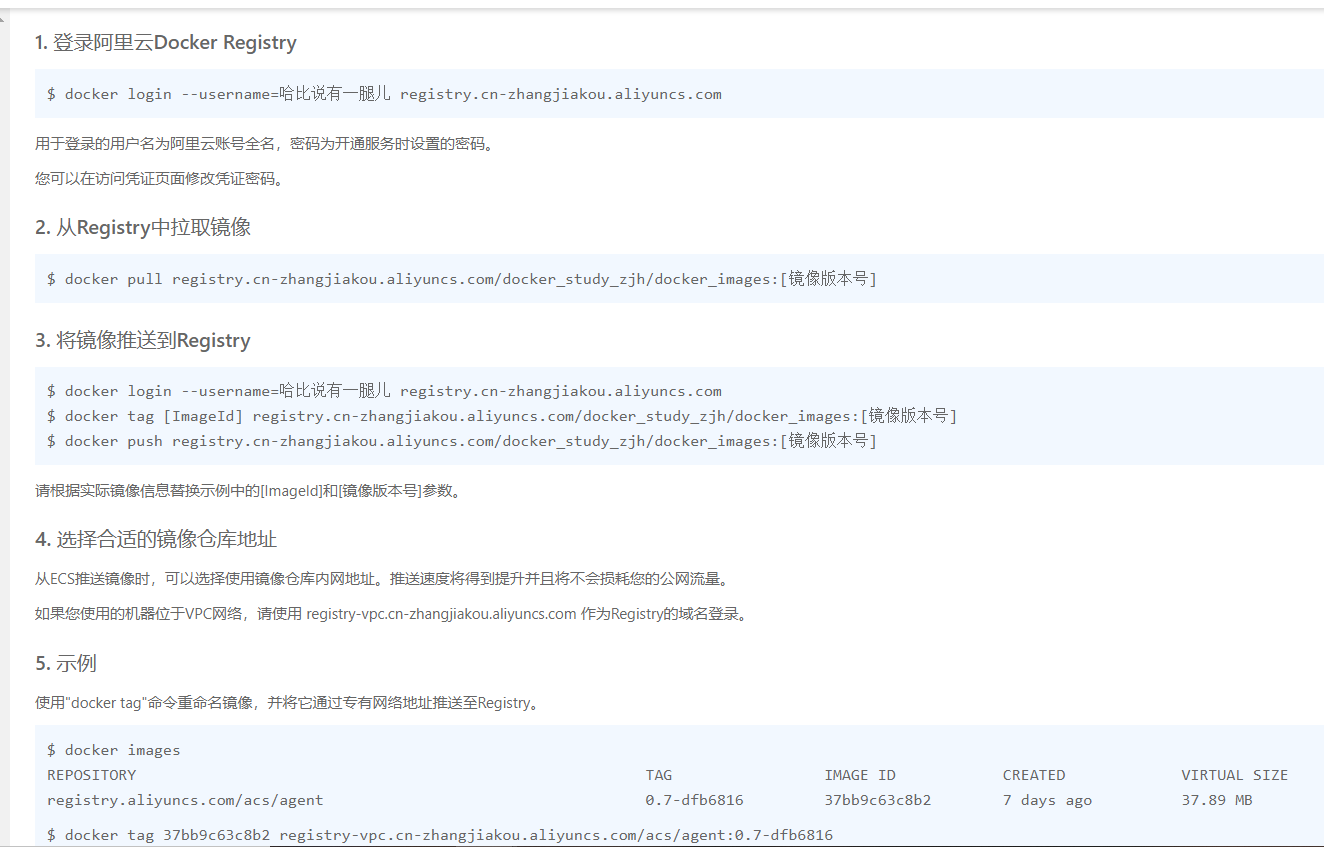 1. 登录阿里云Docker Registry
$ docker login --username=哈比说有一腿儿 registry.cn-zhangjiakou.aliyuncs.com
用于登录的用户名为阿里云账号全名，密码为开通服务时设置的密码。
您可以在访问凭证页面修改凭证密码。
2. 从Registry中拉取镜像
$ docker pull registry.cn-zhangjiakou.aliyuncs.com/docker_study_zjh/docker_images:[镜像版本号]
3. 将镜像推送到Registry
$ docker login --username=哈比说有一腿儿 registry.cn-zhangjiakou.aliyuncs.com
$ docker tag [ImageId] registry.cn-zhangjiakou.aliyuncs.com/docker_study_zjh/docker_images:[镜像版本号]
$ docker push registry.cn-zhangjiakou.aliyuncs.com/docker_study_zjh/docker_images:[镜像版本号]
请根据实际镜像信息替换示例中的[ImageId]和[镜像版本号]参数。
4. 选择合适的镜像仓库地址
从ECS推送镜像时，可以选择使用镜像仓库内网地址。推送速度将得到提升并且将不会损耗您的公网流量。
如果您使用的机器位于VPC网络，请使用 registry-vpc.cn-zhangjiakou.aliyuncs.com 作为Registry的域名登录。
5. 示例
使用"docker tag"命令重命名镜像，并将它通过专有网络地址推送至Registry。
$ docker images
REPOSITORY TAG IMAGE ID CREATED VIRTUAL SIZE
registry.aliyuncs.com/acs/agent 0.7-dfb6816 37bb9c63c8b2 7 days ago 37.89 MB
$ docker tag 37bb9c63c8b2 registry-vpc.cn-zhangjiakou.aliyuncs.com/acs/agent:0.7-dfb6816